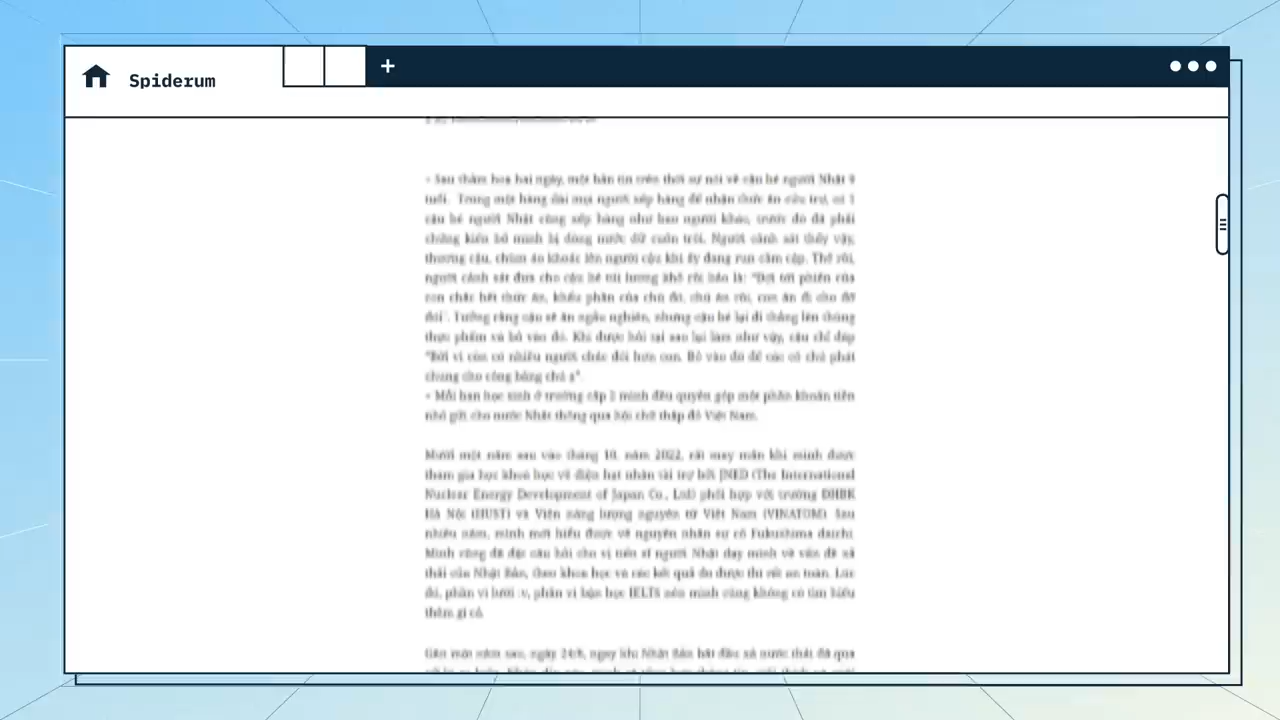 Spiderum
- Sau thảm hoạ hai ngày, một bản tin trên thời sự nói về cậu bé người Nhật 9
tuổi. Trong một hàng dài mọi người xếp hàng để nhận thức ăn cứu trợ, có 1
cậu bé người Nhật cũng xếp hàng như bao người khác, trước đó đã phải
chứng kiến bố mình bị dòng nước dữ cuốn trôi. Người cảnh sát thấy vậy,
thương cậu, chùm áo khoác lên người cậu khi ấy đang run cầm cập. Thế rồi,
người cảnh sát đưa cho cậu bé túi lương khô rồi bảo là: "Đợi tới phiên của
con chắc hết thức ăn, khẩu phần của chú đó, chú ăn rồi, con ăn đi cho đỡ
đói". Tưởng rằng cậu sẽ ăn ngấu nghiến, nhưng cậu bé lại đi thẳng lên thùng
thực phẩm và bỏ vào đó. Khi được hỏi tại sao lại làm như vậy, cậu chỉ đáp
"Bởi vì còn có nhiều người chắc đói hơn con. Bỏ vào đó để các cô chú phát
chung cho công bằng chú ạ".
- Mỗi bạn học sinh ở trường cấp 2 mình đều quyên góp một phần khoản tiền
nhỏ gửi cho nước Nhật thông qua hội chữ thập đỏ Việt Nam.
Mười một năm sau vào tháng 10, năm 2022, rất may mắn khi mình được
tham gia học khoá học về điện hạt nhân tài trợ bởi JNED (The International
Nuclear Energy Development of Japan Co., Ltd) phối hợp với trường ĐHBK
Hà Nội (HUST) và Viện năng lượng nguyên tử Việt Nam (VINATOM). Sau
nhiều năm, mình mới hiểu được về nguyên nhân sự cố Fukushima daiichi.
Mình cũng đã đặt câu hỏi cho vị tiến sĩ người Nhật dạy mình về vấn đề xả
thải của Nhật Bản, theo khoa học và các kết quả đo được thì rất an toàn. Lúc
đó, phần vì lười :v, phần vì bận học IELTS nên mình cũng không có tìm hiểu
thêm gì cả.
Gần một năm sau, ngày 24/8, ngay khi Nhật Bản bắt đầu xả nước thải đã qua